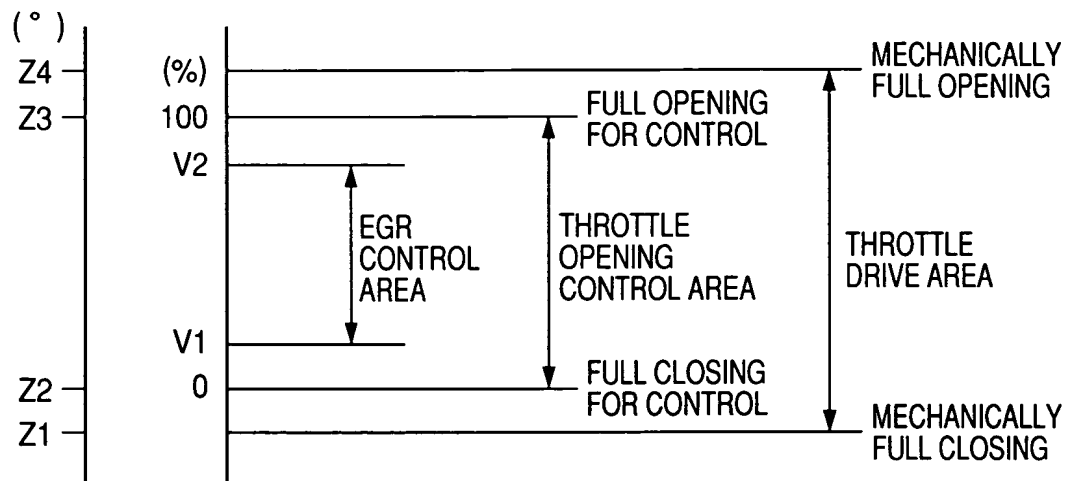 (°)
Z4
(%)
MECHANICALLY
FULL OPENING
Z3
100
FULL OPENING
FOR CONTROL
V2
EGR
CONTROL
AREA
THROTTLE
OPENING
CONTROL AREA
THROTTLE
DRIVE AREA
V1
Z2
0
FULL CLOSING
FOR CONTROL
Z1
MECHANICALLY
FULL CLOSING